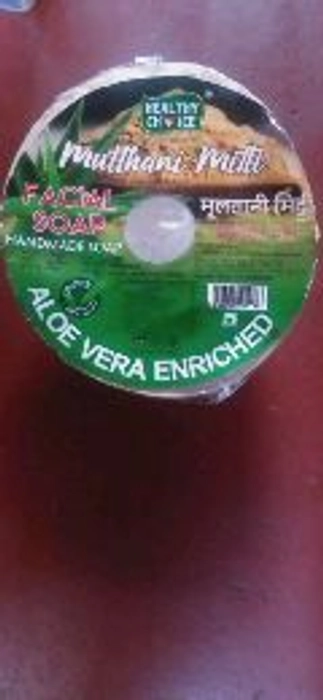 HEALTHY
CHOICE
Multhani Mitti
FACIAL
SOAP
HANDMADE SOAP
मूलतानी मिट्टी
ALOE VERA ENRICHED